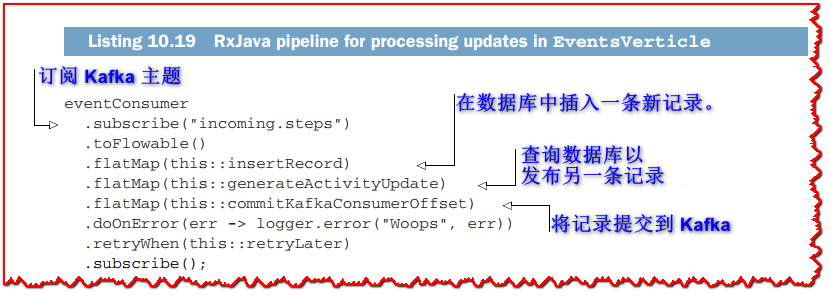 Listing 10.19 RxJava pipeline for processing updates in EventsVerticle
订阅 Kafka 主题
eventConsumer
.subscribe("incoming.steps")
.toFlowable()
.flatMap(this::insertRecord)
.flatMap(this::generateActivityUpdate)
.flatMap(this::commitKafkaConsumerOffset)
.doOnError(err -> logger.error("Woops", err))
.retryWhen(this::retryLater)
.subscribe();
在数据库中插入一条新记录。
查询数据库以
发布另一条记录
将记录提交到 Kafka